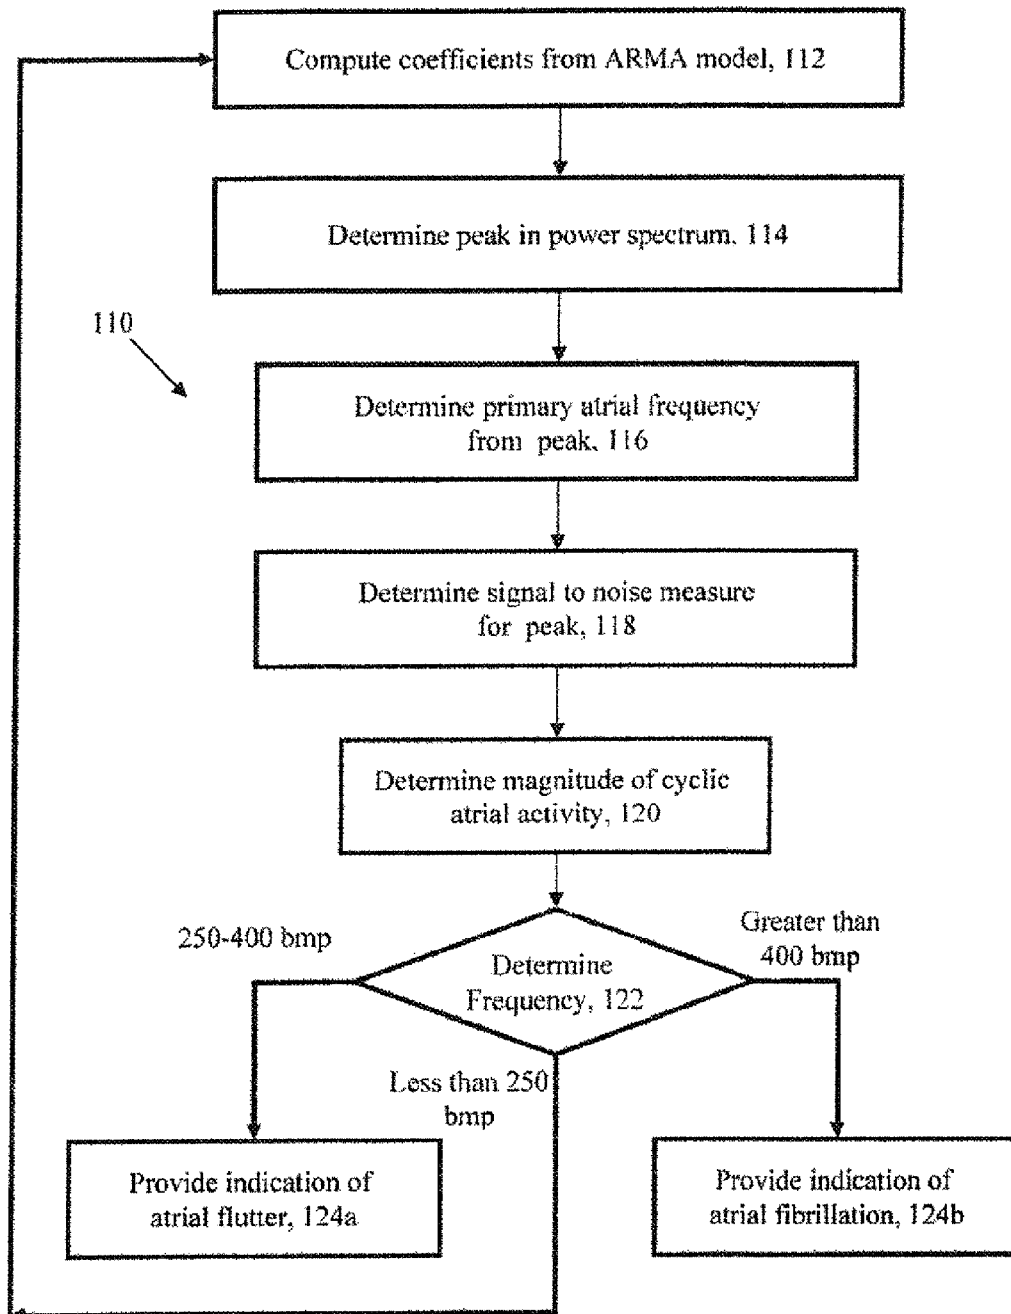 Compute coefficients from ARMA model, 112
Determine peak in power spectrum. 114
110
Determine primary atrial frequency
from peak. 116
Determine signal to noise measure
for peak, 118
Determine magnitude of cyclic
atrial activity, 120
250-400 bmp
Greater than
400 bmp
Determine
Frequency, 122
Less than 250
bmp
Provide indication of
atrial flutter, 124a
Provide indication of
atrial fibrillation, 124b